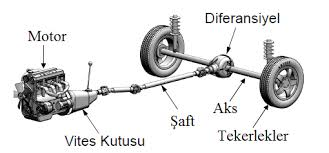 Diferansiyel
Motor
Şaft
Aks
Vites Kutusu
Tekerlekler